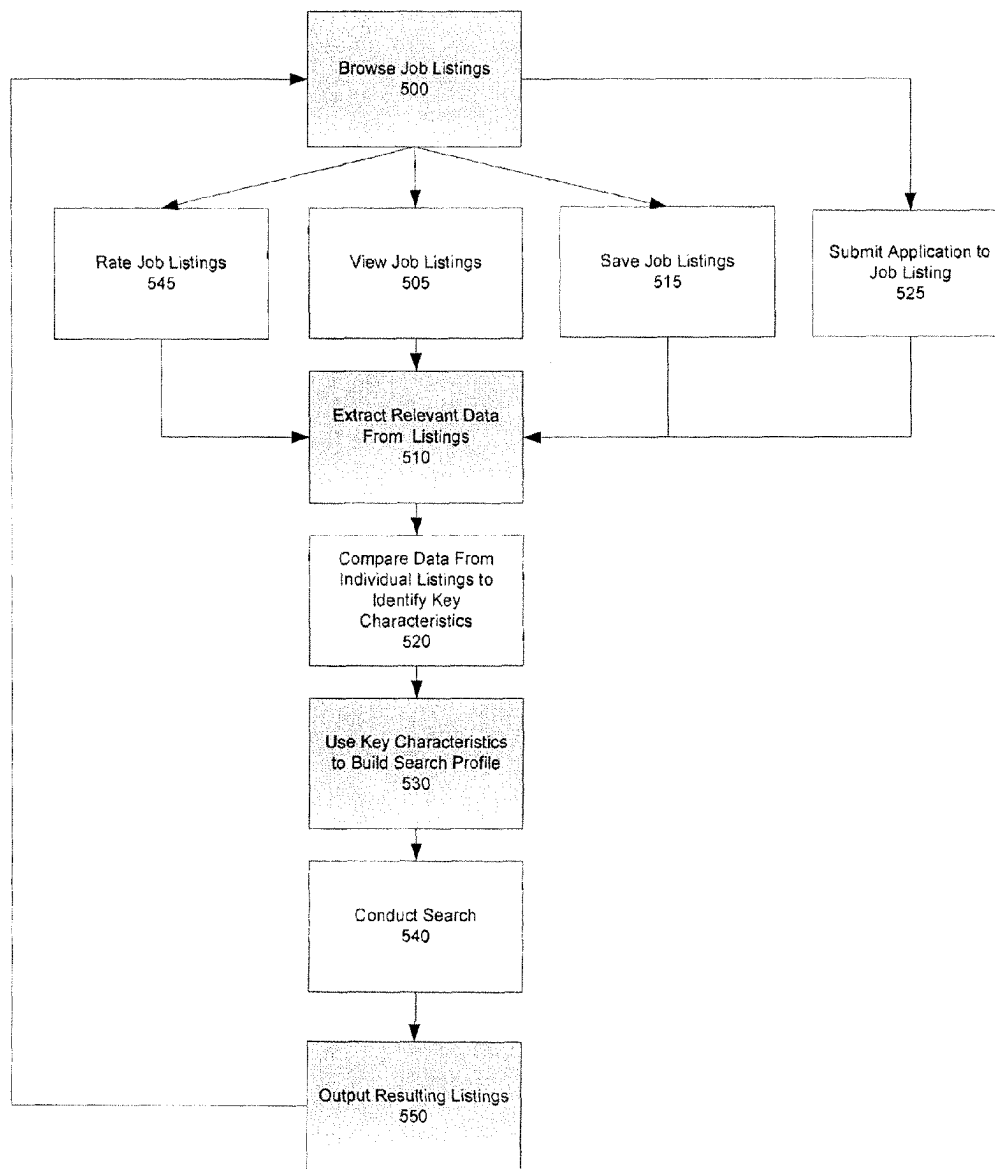 Browse Job Listings
500
Rate Job Listings
545
View Job Listings
505
Save Job Listings
515
Submit Application to
Job Listing
525
Extract Relevant Data
From Listings
510
Compare Data From
Individual Listings to
Identify Key
Characteristics
520
Use Key Characteristics
to Build Search Profile
530
Conduct Search
540
Output Resulting Listings
550